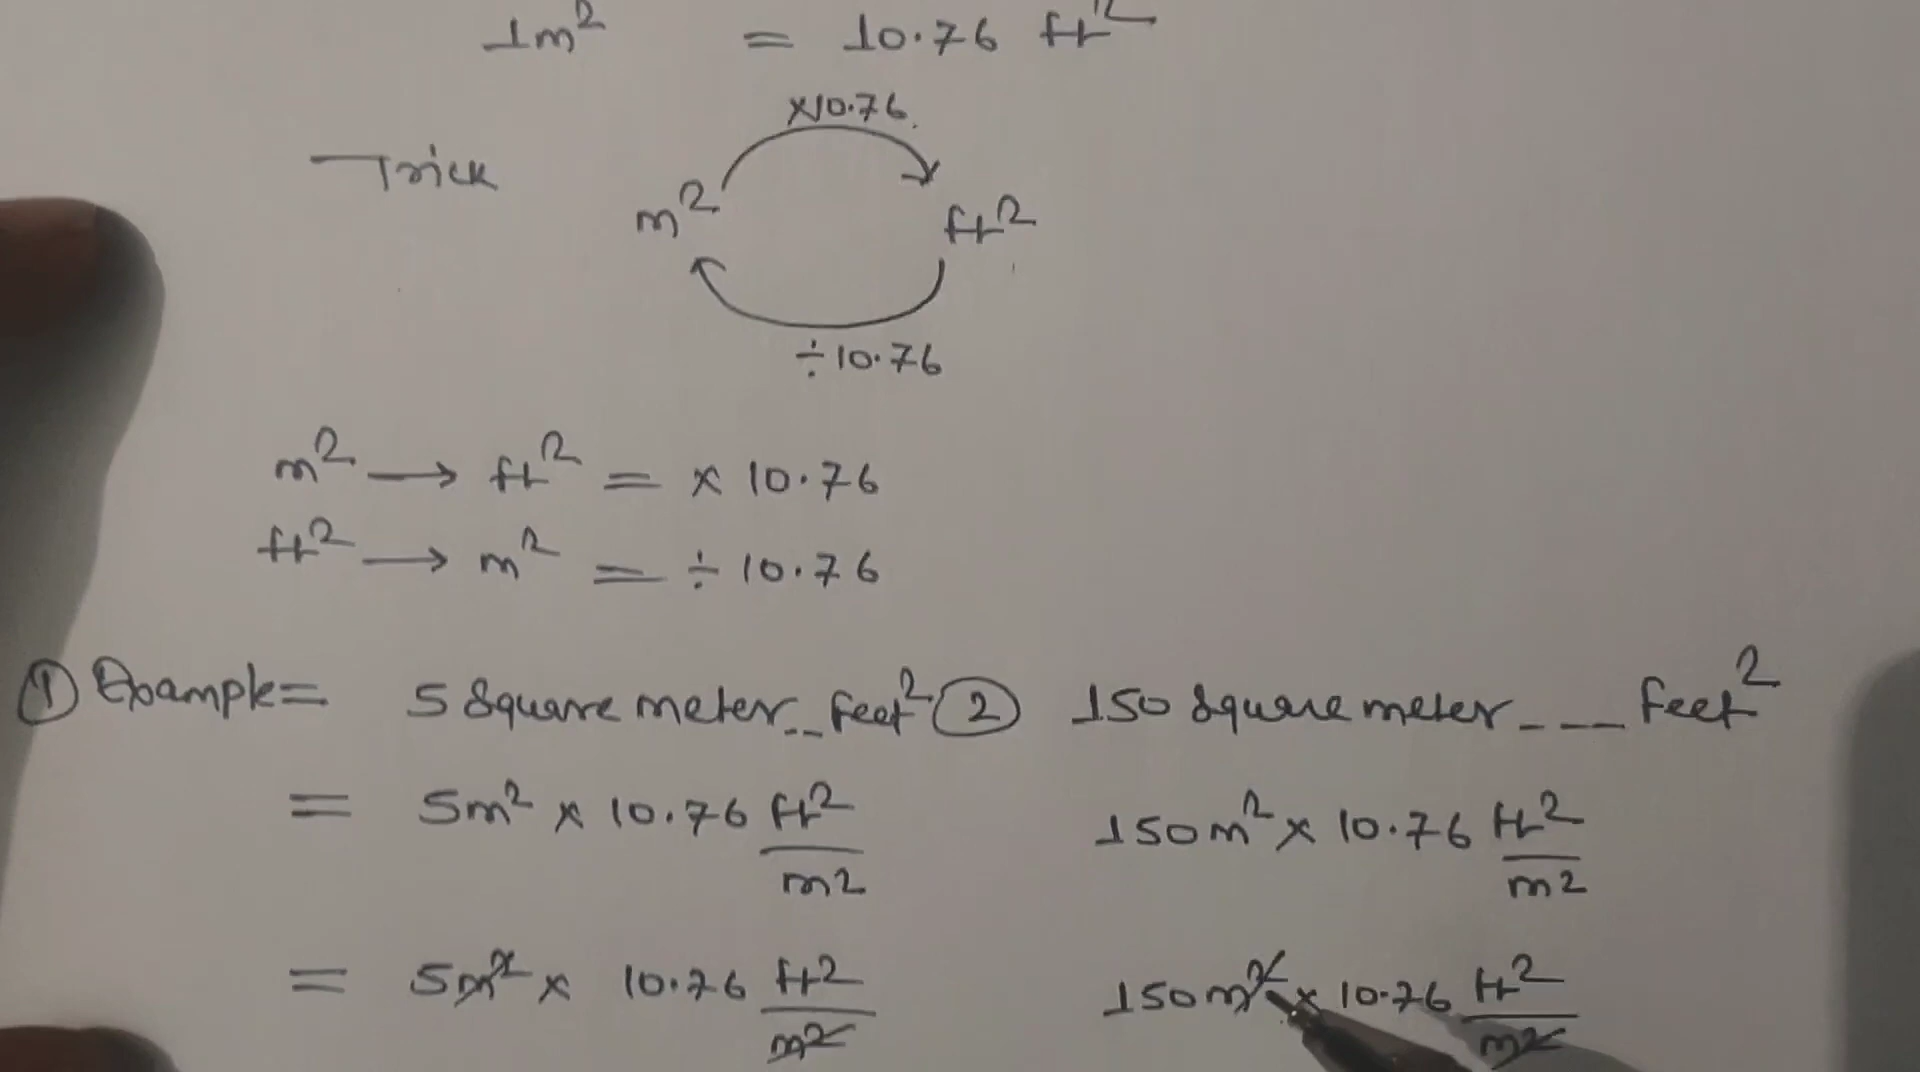 1m² = 10.76 ft²
×10.76
Trick
m² ft²
÷10.76
m² → ft² = × 10.76
ft² → m² = ÷ 10.76
① Example = 5 Square meter -- feet² ② 150 Square meter --- feet²
= 5m² × 10.76 ft²/m² 150m² × 10.76 ft²/m²
= 5m² × 10.76 ft²/m² 150m² × 10.76 ft²/m²